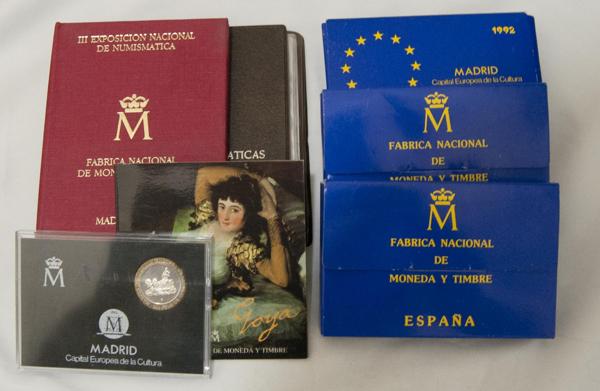 III EXPOSICION NACIONAL
DE NUMISMATICA
M
FABRICA NACIONAL
DE
MAD
ATICAS
Goya
DE MONEDA Y TIMBRE
M
M
MADRID
Capital Europea de la Cultura
1992
MADRID
Capital Europea de la Cultura
M
FABRICA NACIONAL
DE
MONEDA Y TIMBRE
M
FABRICA NACIONAL
DE
MONEDA Y TIMBRE
ESPAÑA